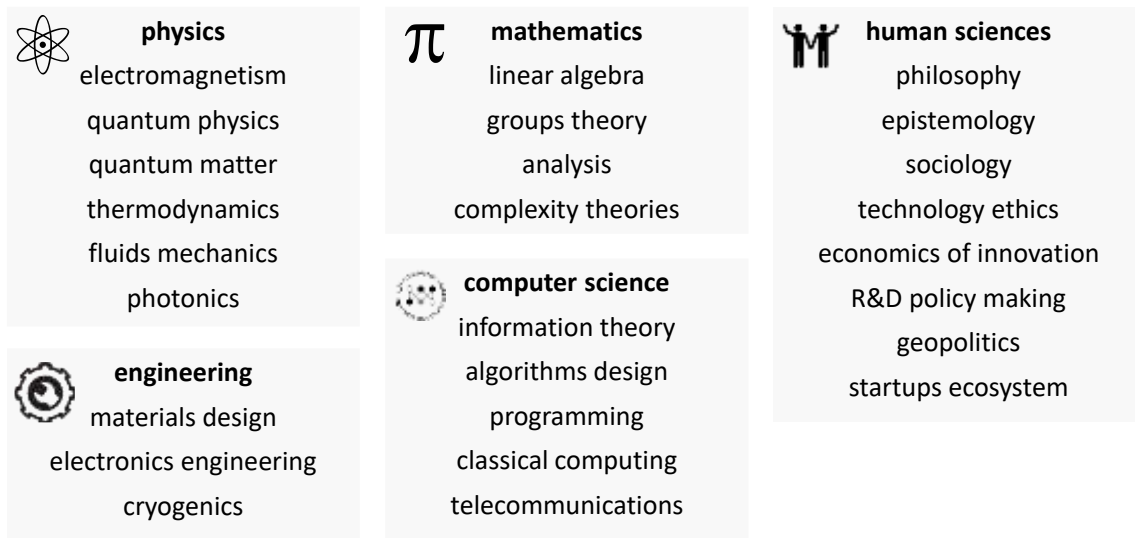 physics
electromagnetism
quantum physics
quantum matter
thermodynamics
fluids mechanics
photonics
engineering
materials design
electronics engineering
cryogenics
π
mathematics
linear algebra
groups theory
analysis
complexity theories
computer science
information theory
algorithms design
programming
classical computing
telecommunications
human sciences
philosophy
epistemology
sociology
technology ethics
economics of innovation
R&D policy making
geopolitics
startups ecosystem